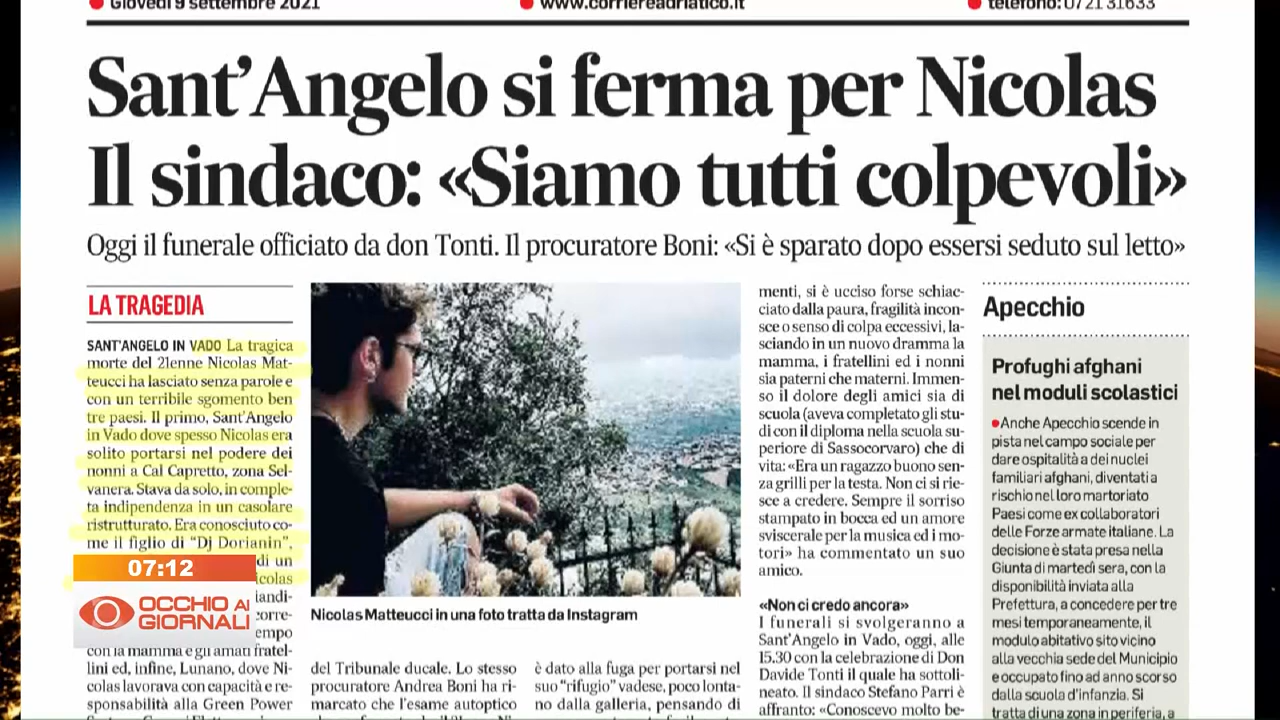 Giovedì 9 settembre 2021
www.corriereadriatico.it
telefono: 0721 31633
Sant'Angelo si ferma per Nicolas
Il sindaco: «Siamo tutti colpevoli»
Oggi il funerale officiato da don Tonti. Il procuratore Boni: «Si è sparato dopo essersi seduto sul letto»
LA TRAGEDIA
SANT'ANGELO IN VADO La tragica
morte del 21enne Nicolas Mat-
teucci ha lasciato senza parole e
con un terribile sgomento ben
tre paesi. Il primo, Sant'Angelo
in Vado dove spesso Nicolas era
solito portarsi nel podere dei
nonni a Cal Capretto, zona Sel-
vanera. Stava da solo, in comple-
ta indipendenza in un casolare
ristrutturato. Era conosciuto co-
me il figlio di "Dj Dorianin",
di un
icolas
iandi-
corre-
empo
con la mamma e gli amati fratel-
lini ed, infine, Lunano, dove Ni-
colas lavorava con capacità e re-
sponsabilità alla Green Power
07:12
OCCHIO AI
GIORNALI
Nicolas Matteucci in una foto tratta da Instagram
del Tribunale ducale. Lo stesso
procuratore Andrea Boni ha ri-
marcato che l'esame autoptico
è dato alla fuga per portarsi nel
suo "rifugio" vadese, poco lonta-
no dalla galleria, pensando di
menti, si è ucciso forse schiac-
ciato dalla paura, fragilità incon-
sce o senso di colpa eccessivi, la-
sciando in un nuovo dramma la
mamma, i fratellini ed i nonni
sia paterni che materni. Immen-
so il dolore degli amici sia di
scuola (aveva completato gli stu-
di con il diploma nella scuola su-
periore di Sassocorvaro) che di
vita: «Era un ragazzo buono sen-
za grilli per la testa. Non ci si rie-
sce a credere. Sempre il sorriso
stampato in bocca ed un amore
sviscerale per la musica ed i mo-
tori» ha commentato un suo
amico.
«Non ci credo ancora»
I funerali si svolgeranno a
Sant'Angelo in Vado, oggi, alle
15.30 con la celebrazione di Don
Davide Tonti il quale ha sottoli-
neato. Il sindaco Stefano Parri è
affranto: «Conoscevo molto be-
Apecchio
Profughi afghani
nel moduli scolastici
●Anche Apecchio scende in
pista nel campo sociale per
dare ospitalità a dei nuclei
familiari afghani, diventati a
rischio nel loro martoriato
Paesi come ex collaboratori
delle Forze armate italiane. La
decisione è stata presa nella
Giunta di martedì sera, con la
disponibilità inviata alla
Prefettura, a concedere per tre
mesi temporaneamente, il
modulo abitativo sito vicino
alla vecchia sede del Municipio
e occupato fino ad anno scorso
dalla scuola d'infanzia. Si
tratta di una zona in periferia, a